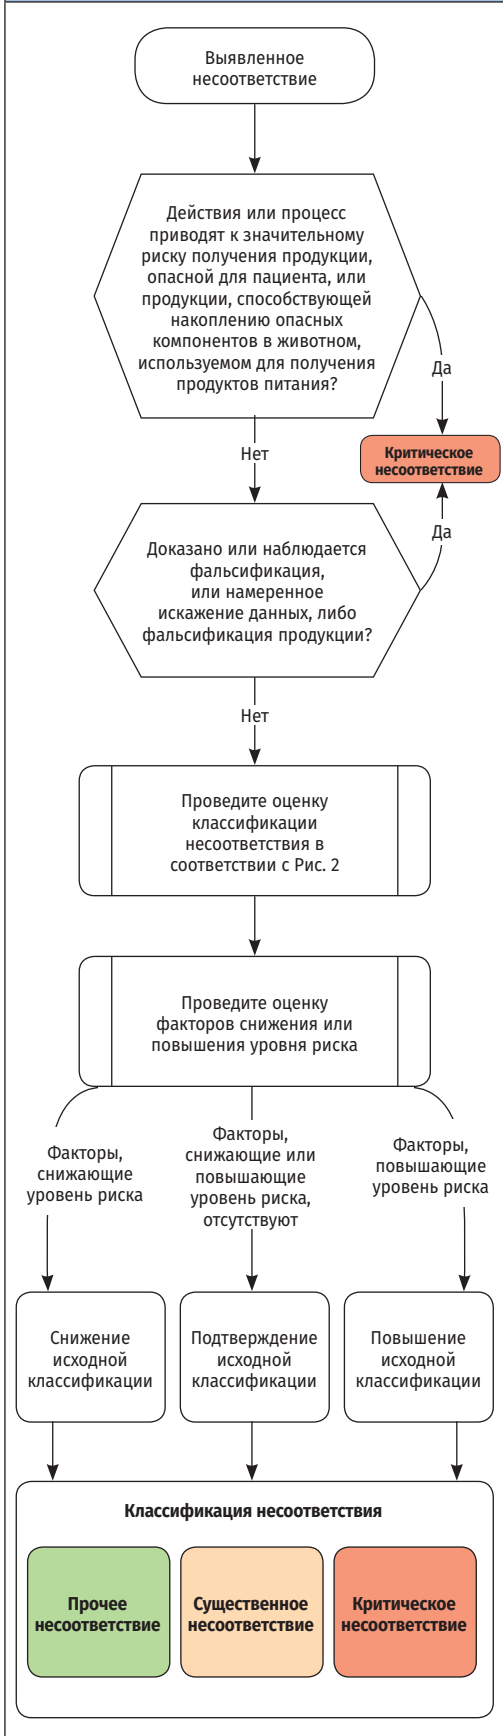 Выявленное
несоответствие
Действия или процесс
приводят к значительному
риску получения продукции,
опасной для пациента, или
продукции, способствующей
накоплению опасных
компонентов в животном,
используемом для получения
продуктов питания?
Да
Критическое
несоответствие
Нет
Да
Доказано или наблюдается
фальсификация,
или намеренное
искажение данных, либо
фальсификация продукции?
Нет
Проведите оценку
классификации
несоответствия в
соответствии с Рис. 2
Проведите оценку
факторов снижения или
повышения уровня риска
Факторы,
снижающие
уровень риска
Факторы,
снижающие или
повышающие
уровень риска,
отсутствуют
Факторы,
повышающие
уровень риска
Снижение
исходной
классификации
Подтверждение
исходной
классификации
Повышение
исходной
классификации
Классификация несоответствия
Прочее
несоответствие
Существенное
несоответствие
Критическое
несоответствие